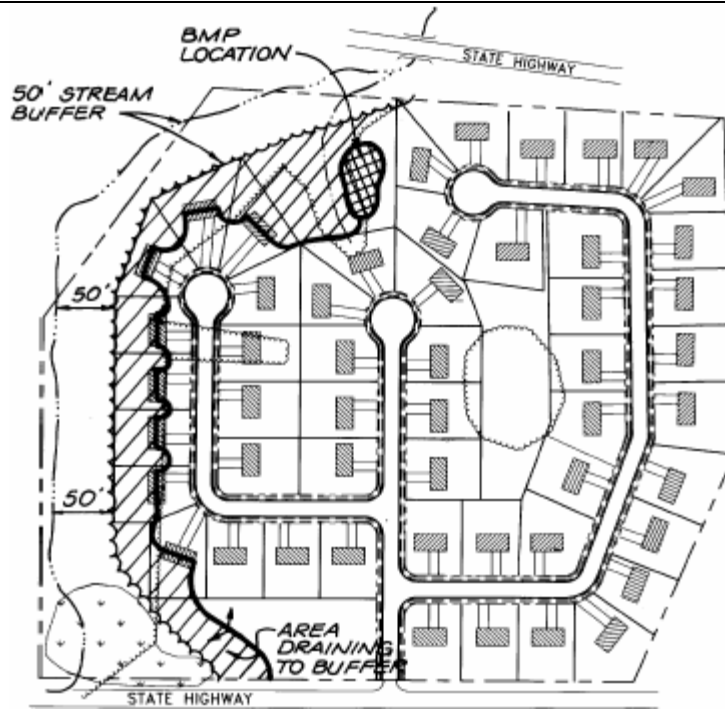 BMP
LOCATION
STATE HIGHWAY
50' STREAM
BUFFER
50'
50'
AREA
DRAINING
TO BUFFER
STATE HIGHWAY